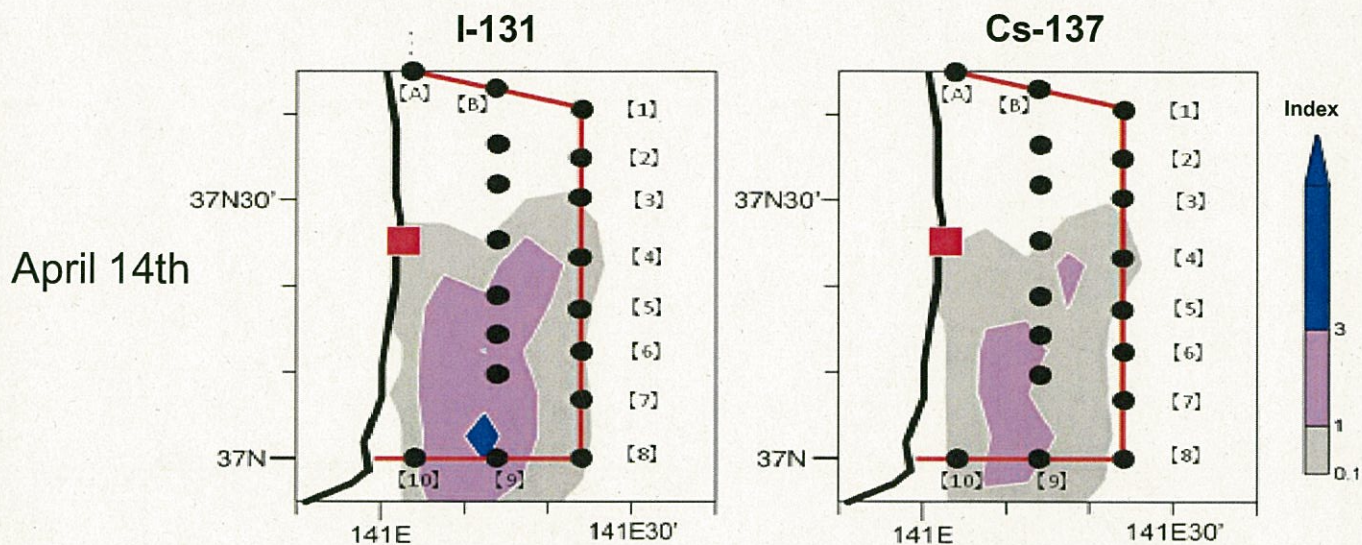 I-131
Cs-137
Index
April 14th
[A]
[B]
[1]
[2]
[3]
[4]
[5]
[6]
[7]
[8]
[9]
[10]
37N30'
37N
141E
141E30'
[A]
[B]
[1]
[2]
[3]
[4]
[5]
[6]
[7]
[8]
[9]
[10]
37N30'
37N
141E
141E30'
3
1
0.1